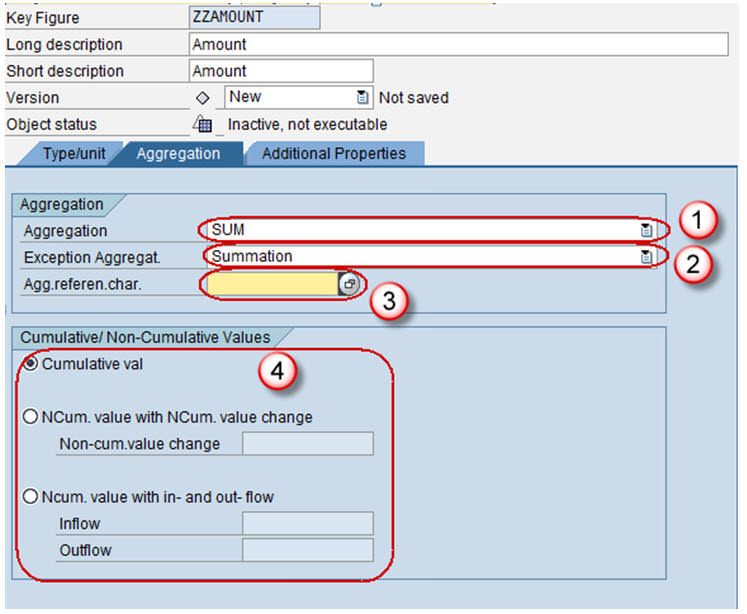 Key Figure ZZAMOUNT
Long description Amount
Short description Amount
Version New Not saved
Object status Inactive, not executable
Type/unit Aggregation Additional Properties
Aggregation
Aggregation SUM 1
Exception Aggregat. Summation 2
Agg.referen.char. 3
Cumulative/ Non-Cumulative Values
Cumulative val 4
NCum. value with NCum. value change
Non-cum.value change
Ncum. value with in- and out- flow
Inflow
Outflow